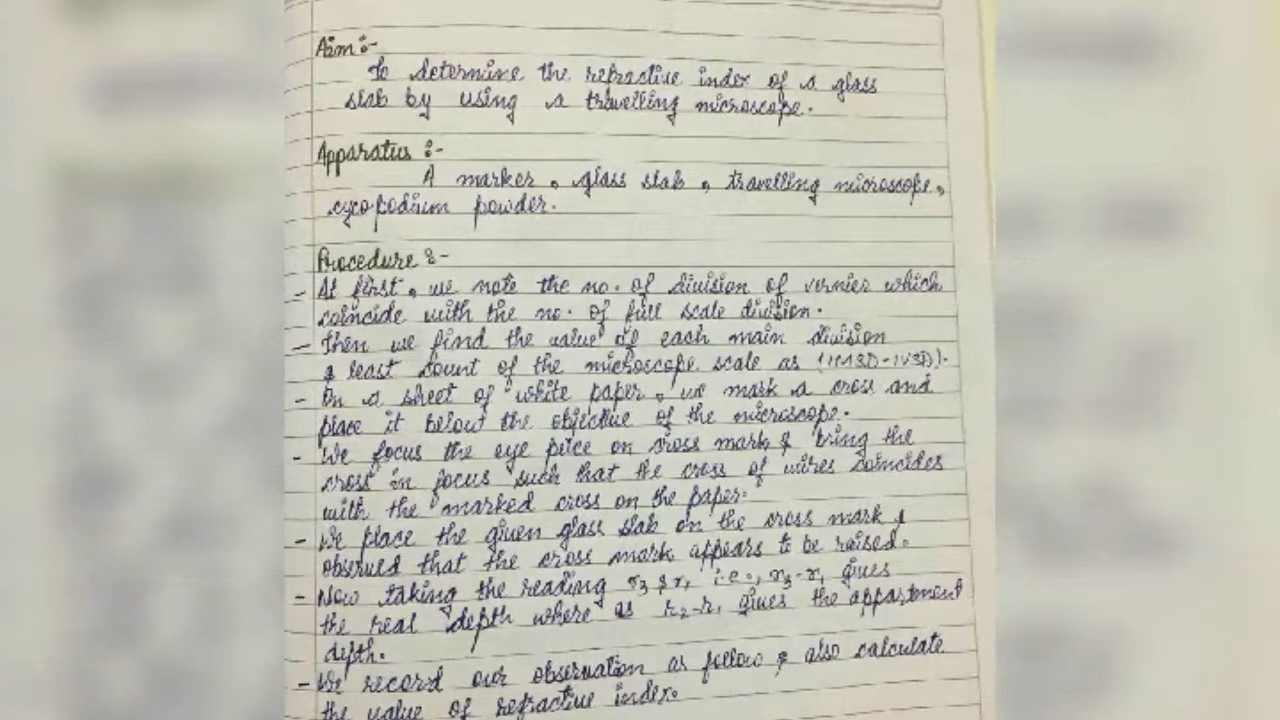 Aim :-
To determine the refractive index of a glass
slab by using a travelling microscope.
Apparatus :-
A marker, glass slab, travelling microscope,
cycopodium powder.
Procedure :-
- At first, we note the no. of division of vernier which
coincide with the no. of full scale division.
- Then we find the value of each main division
& least count of the microscope scale as (1MSD-1VSD).
- On a sheet of white paper, we mark a cross and
place it below the objective of the microscope.
- We focus the eye peice on cross mark & bring the
cross in focus such that the cross of wires coincides
with the marked cross on the paper.
- We place the given glass slab on the cross mark &
observed that the cross mark appears to be raised.
- Now taking the reading r3 & r1 i.e., r3-r1 gives
the real depth where as r2-r1 gives the appartment
depth.
- We record our observation as follow & also calculate
the value of refractive index.